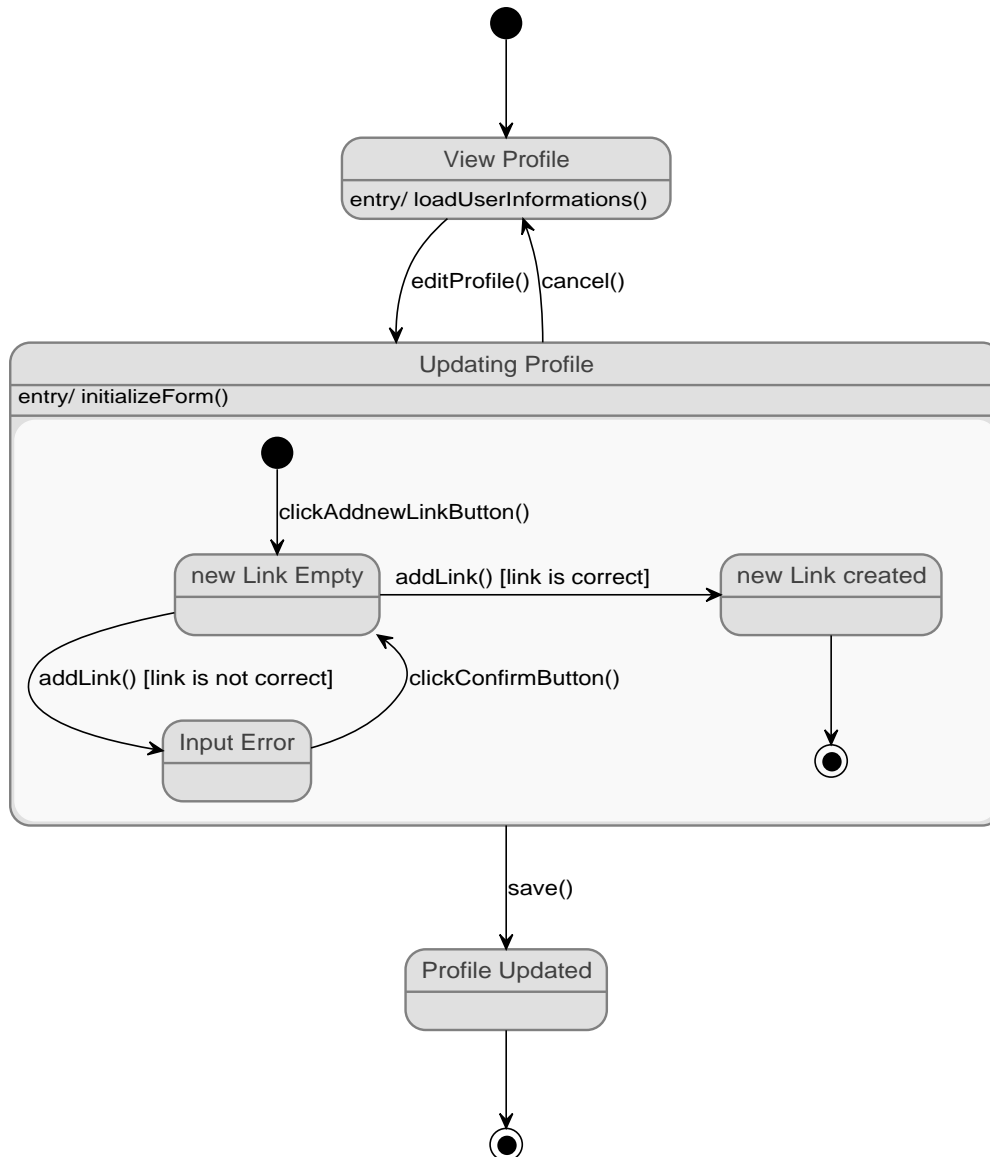 View Profile
entry/ loadUserInformations()
editProfile()
cancel()
Updating Profile
entry/ initializeForm()
clickAddnewLinkButton()
new Link Empty
addLink() [link is correct]
new Link created
addLink() [link is not correct]
clickConfirmButton()
Input Error
save()
Profile Updated